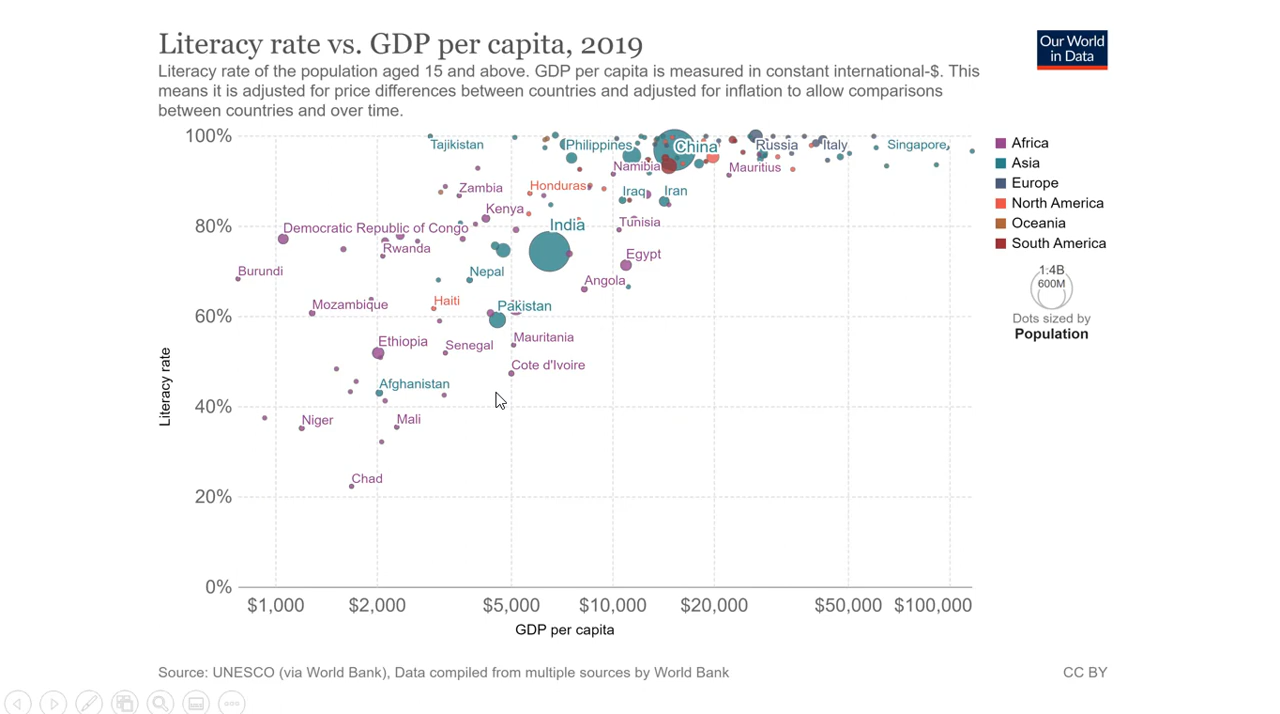 Literacy rate vs. GDP per capita, 2019
Our World
in Data
Literacy rate of the population aged 15 and above. GDP per capita is measured in constant international-$. This
means it is adjusted for price differences between countries and adjusted for inflation to allow comparisons
between countries and over time.
100%
Tajikistan
Philippines
China
Russia
Italy
Singapore
Africa
Namibia
Mauritius
Asia
Zambia
Honduras
Iraq
Iran
Europe
Kenya
North America
80%
Democratic Republic of Congo
India
Tunisia
Oceania
Rwanda
Egypt
South America
Burundi
Nepal
Angola
1:4B
600M
Mozambique
Haiti
Pakistan
60%
Dots sized by
Population
Ethiopia
Senegal
Mauritania
Cote d'Ivoire
Afghanistan
Literacy rate
40%
Niger
Mali
Chad
20%
0%
$1,000
$2,000
$5,000
$10,000
$20,000
$50,000
$100,000
GDP per capita
Source: UNESCO (via World Bank), Data compiled from multiple sources by World Bank
CC BY